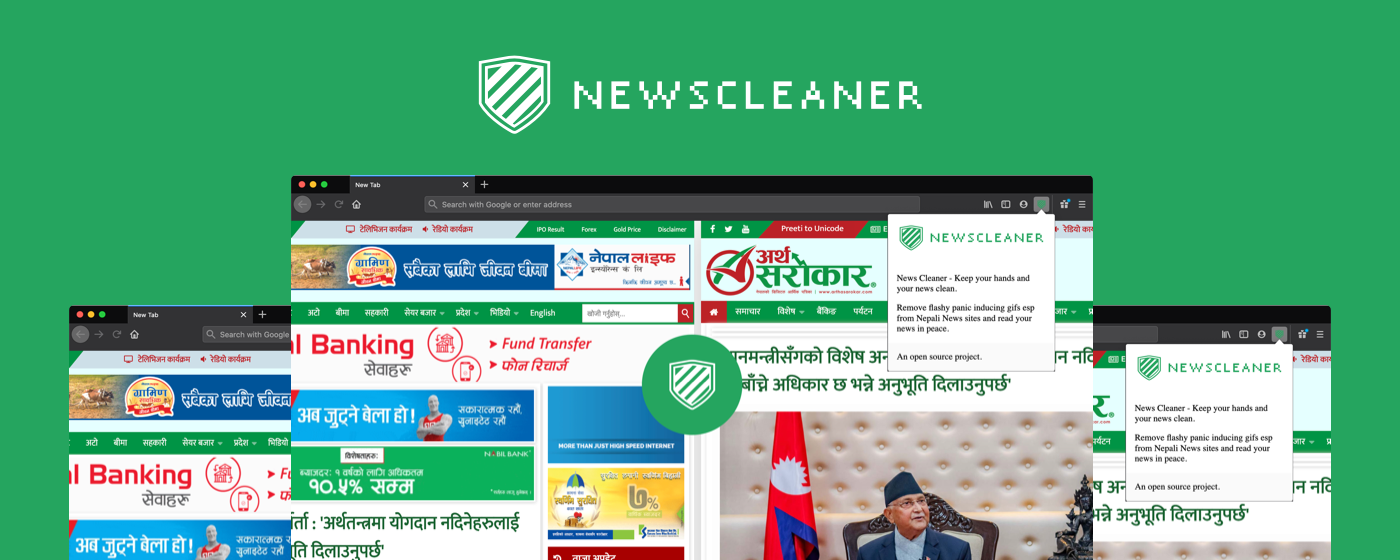 NEWSCLEANER
New Tab
Search with Google or enter address
टेलिभिजन कार्यक्रम
रेडियो कार्यक्रम
IPO Result
Forex
Gold Price
Disclaimer
Preeti to Unicode
ग्रामिण
सबैका लागि जीवन बीमा
नेपाल लाइफ
इन्स्योरेन्स कं लि
अर्थ
सरोकार
अटो
बीमा
सहकारी
सेयर बजार
प्रदेश
भिडियो
English
खोजी गर्नुहोस्...
समाचार
विशेष
बैंकिङ
पर्यटन
l Banking
सेवाहरू
Fund Transfer
फोन रिचार्ज
अब जुट्ने बेला हो !
सकारात्मक रहौं,
सुनाइटेट रहौं
विशेषताहरु:
ब्याजदर: १ वर्षको लागि अधिकतम
१०.५% सम्म
NOBIL BANK
MORE THAN JUST HIGH SPEED INTERNET
७%
ताजा अपडेट
र्ता : 'अर्थतन्त्रमा योगदान नदिनेहरुलाई
ति दिलाउनुपर्छ'
नमन्त्रीसँगको विशेष अन
बाँच्ने अधिकार छ भन्ने अनुभूति दिलाउनुपर्छ'
NEWSCLEANER
News Cleaner - Keep your hands and
your news clean.
Remove flashy panic inducing gifs esp
from Nepali News sites and read your
news in peace.
An open source project.
New Tab
Search with Google
टेलिभिजन कार्यक्रम
रेडियो कार्यक्रम
ग्रामिण
सबैका लागि जीवन
अटो
बीमा
सहकारी
सेयर बजार
प्रदेश
भिडियो
al Banking
सेवाहरू
अब जुट्ने बेला हो !
पर्यटन
NEWSCLEANER
News Cleaner - Keep your hands and
your news clean.
Remove flashy panic inducing gifs esp
from Nepali News sites and read your
news in peace.
An open source project.
भन्ने अनुभूति दिलाउनुपर्छ'